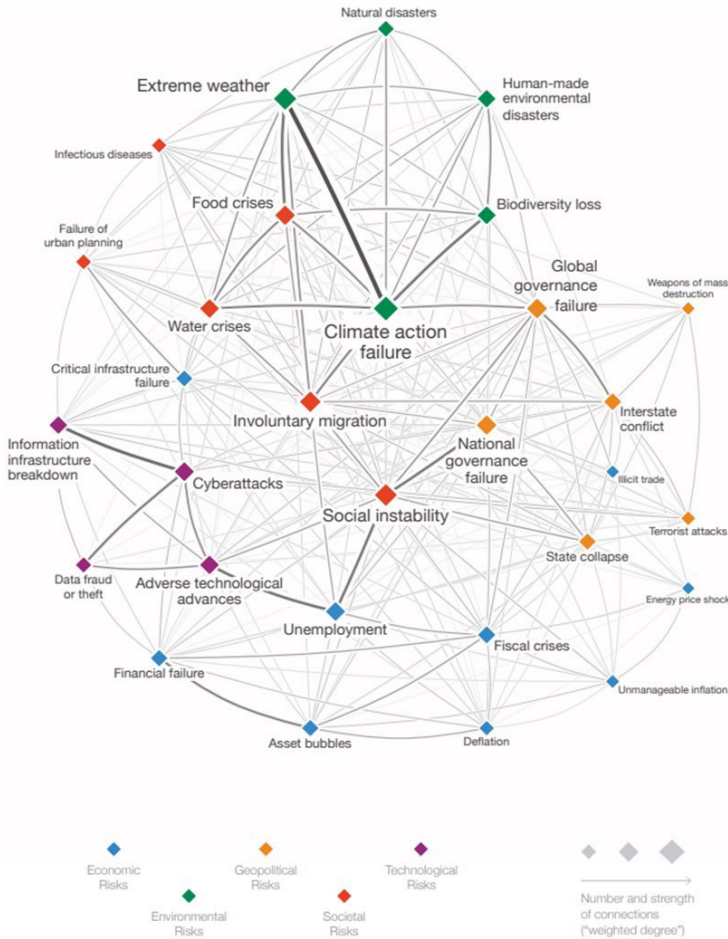 Natural disasters
Extreme weather
Human-made
environmental
disasters
Infectious diseases
Food crises
Biodiversity loss
Failure of
urban planning
Global
governance
failure
Weapons of mass
destruction
Water crises
Climate action
failure
Critical infrastructure
failure
Involuntary migration
Interstate
conflict
Information
infrastructure
breakdown
National
governance
failure
Cyberattacks
Illicit trade
Social instability
Terrorist attacks
State collapse
Data fraud
or theft
Adverse technological
advances
Energy price shock
Unemployment
Fiscal crises
Financial failure
Unmanageable inflation
Asset bubbles
Deflation
Economic
Risks
Geopolitical
Risks
Technological
Risks
Environmental
Risks
Societal
Risks
Number and strength
of connections
("weighted degree")